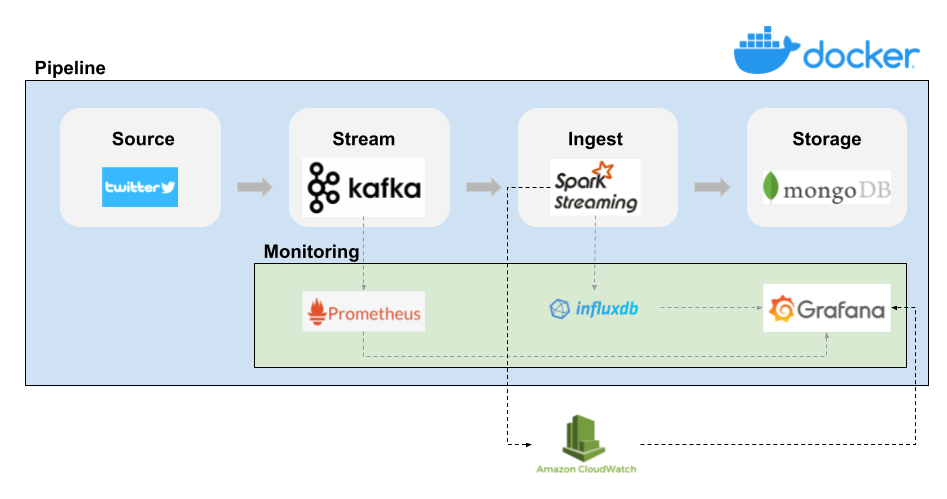 docker
Pipeline
Source
Stream
Ingest
Storage
twitter
kafka
Spark
Streaming
mongoDB
Monitoring
Prometheus
influxdb
Grafana
Amazon CloudWatch